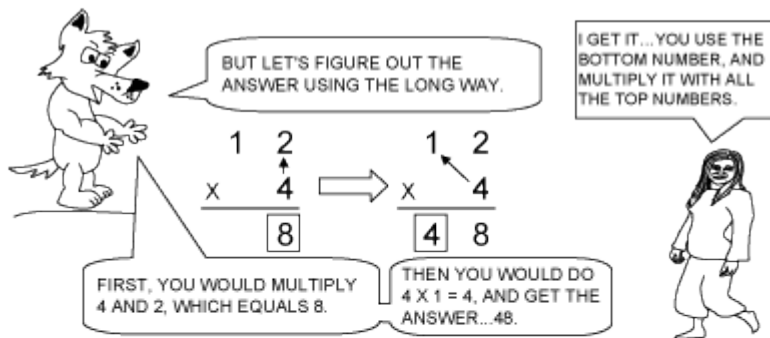 BUT LET'S FIGURE OUT THE
ANSWER USING THE LONG WAY.
I GET IT...YOU USE THE
BOTTOM NUMBER, AND
MULTIPLY IT WITH ALL
THE TOP NUMBERS.
1 2
X 4
8
1 2
X 4
4 8
FIRST, YOU WOULD MULTIPLY
4 AND 2, WHICH EQUALS 8.
THEN YOU WOULD DO
4 X 1 = 4, AND GET THE
ANSWER...48.